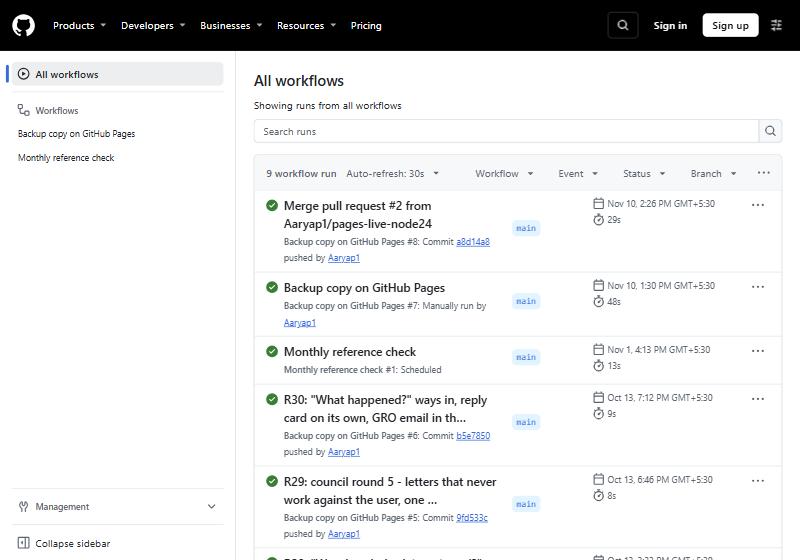 Products Developers Businesses Resources Pricing Sign in Sign up
All workflows
Workflows
Backup copy on GitHub Pages
Monthly reference check
Management
Collapse sidebar
All workflows
Showing runs from all workflows
Search runs
9 workflow run Auto-refresh: 30s Workflow Event Status Branch ...
Merge pull request #2 from
Aaryap1/pages-live-node24
Backup copy on GitHub Pages #8: Commit a8d14a8
pushed by Aaryap1
main
Nov 10, 2:26 PM GMT+5:30
29s
Backup copy on GitHub Pages
Backup copy on GitHub Pages #7: Manually run by
Aaryap1
main
Nov 10, 1:30 PM GMT+5:30
48s
Monthly reference check
Monthly reference check #1: Scheduled
main
Nov 1, 4:13 PM GMT+5:30
13s
R30: "What happened?" ways in, reply
card on its own, GRO email in th...
Backup copy on GitHub Pages #6: Commit b5e7850
pushed by Aaryap1
main
Oct 13, 7:12 PM GMT+5:30
9s
R29: council round 5 - letters that never
work against the user, one ...
Backup copy on GitHub Pages #5: Commit 9fd533c
pushed by Aaryap1
main
Oct 13, 6:46 PM GMT+5:30
8s